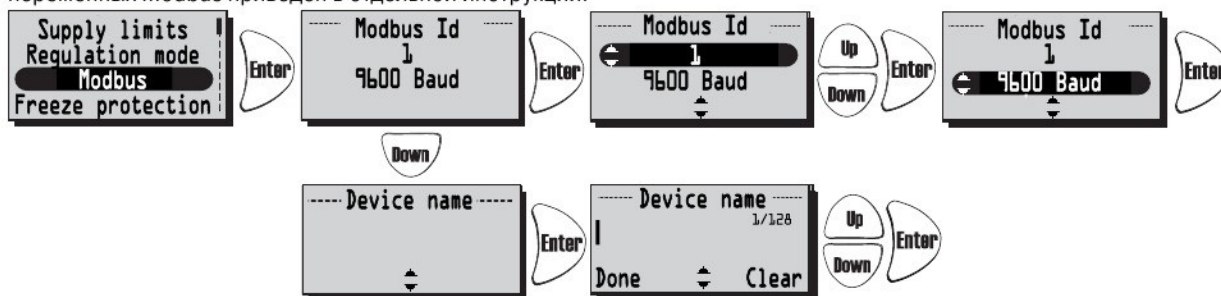 переменных Modbus приведен в отдельной инструкции.
Supply limits
Regulation mode
Modbus
Freeze protection
Enter
Modbus Id
1
9600 Baud
Enter
Modbus Id
1
9600 Baud
Up
Down
Enter
Modbus Id
1
9600 Baud
Enter
Down
Device name
Enter
Device name
1/128
Done Clear
Up
Down
Enter